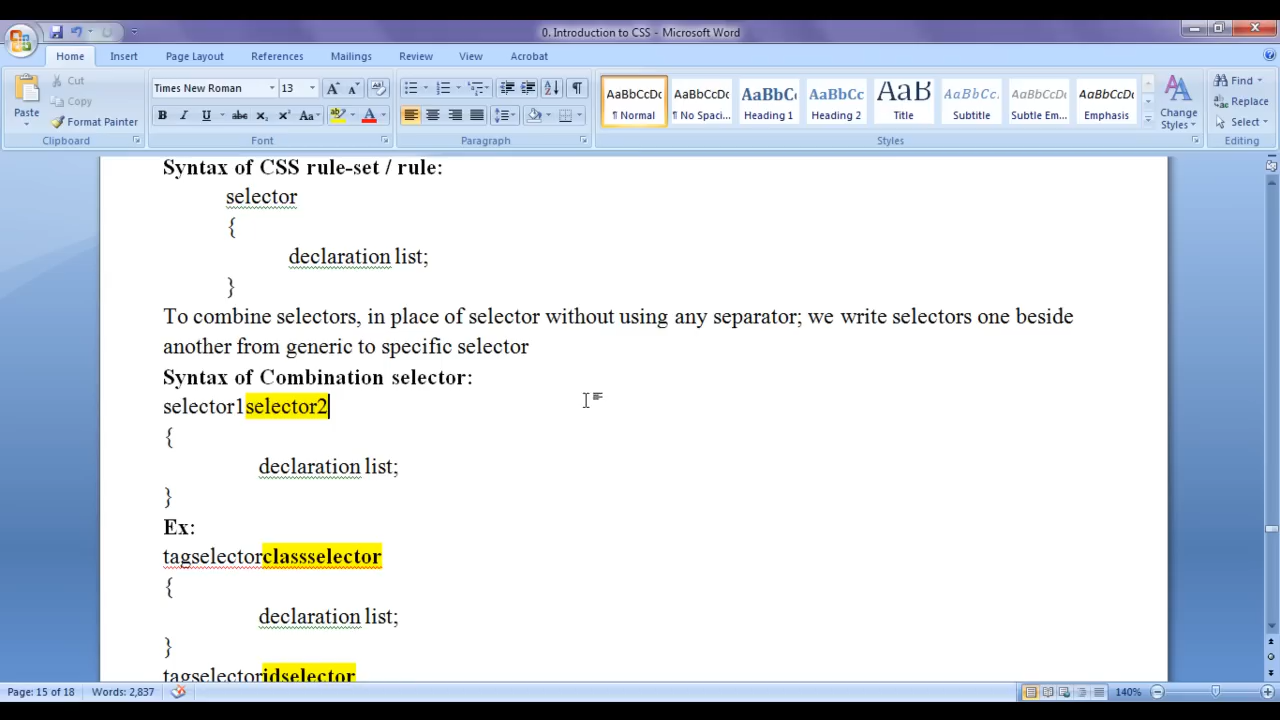 0. Introduction to CSS - Microsoft Word
Home Insert Page Layout References Mailings Review View Acrobat
Paste
Cut
Copy
Format Painter
Clipboard
Times New Roman 13
B I U abc X₂ X² Aa
Font
Paragraph
AaBbCcDc AaBbCcDc AaBbC₍ AaBbCc AaB AaBbCc. AaBbCcDc AaBbCcDc
¶ Normal ¶ No Spaci... Heading 1 Heading 2 Title Subtitle Subtle Em... Emphasis
Change Styles
Styles
Find
Replace
Select
Editing
Syntax of CSS rule-set / rule:
selector
{
declaration list;
}
To combine selectors, in place of selector without using any separator; we write selectors one beside
another from generic to specific selector
Syntax of Combination selector:
selector1selector2
{
declaration list;
}
Ex:
tagselectorclassselector
{
declaration list;
}
tagselectoridselector
Page: 15 of 18 Words: 2,837 140%